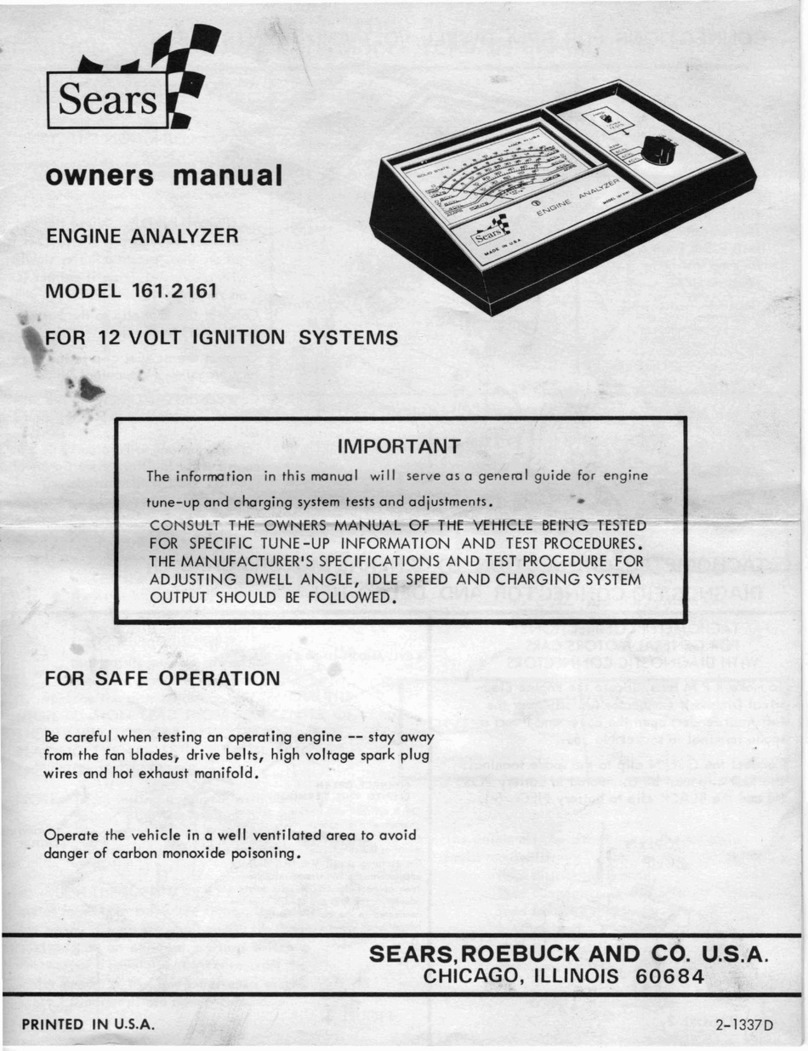 Sears
owners manual
ENGINE ANALYZER
MODEL 161.2161
FOR 12 VOLT IGNITION SYSTEMS
SOLID STATE
MADE IN USA
Sears
ENGINE ANALYZER
MADE IN U.S.A.
IMPORTANT
The information in this manual will serve as a general guide for engine
tune-up and charging system tests and adjustments.
CONSULT THE OWNERS MANUAL OF THE VEHICLE BEING TESTED
FOR SPECIFIC TUNE-UP INFORMATION AND TEST PROCEDURES.
THE MANUFACTURER'S SPECIFICATIONS AND TEST PROCEDURE FOR
ADJUSTING DWELL ANGLE, IDLE SPEED AND CHARGING SYSTEM
OUTPUT SHOULD BE FOLLOWED.
FOR SAFE OPERATION
Be careful when testing an operating engine -- stay away
from the fan blades, drive belts, high voltage spark plug
wires and hot exhaust manifold.
Operate the vehicle in a well ventilated area to avoid
danger of carbon monoxide poisoning.
SEARS, ROEBUCK AND CO. U.S.A.
CHICAGO, ILLINOIS 60684
PRINTED IN U.S.A.
2-1337D